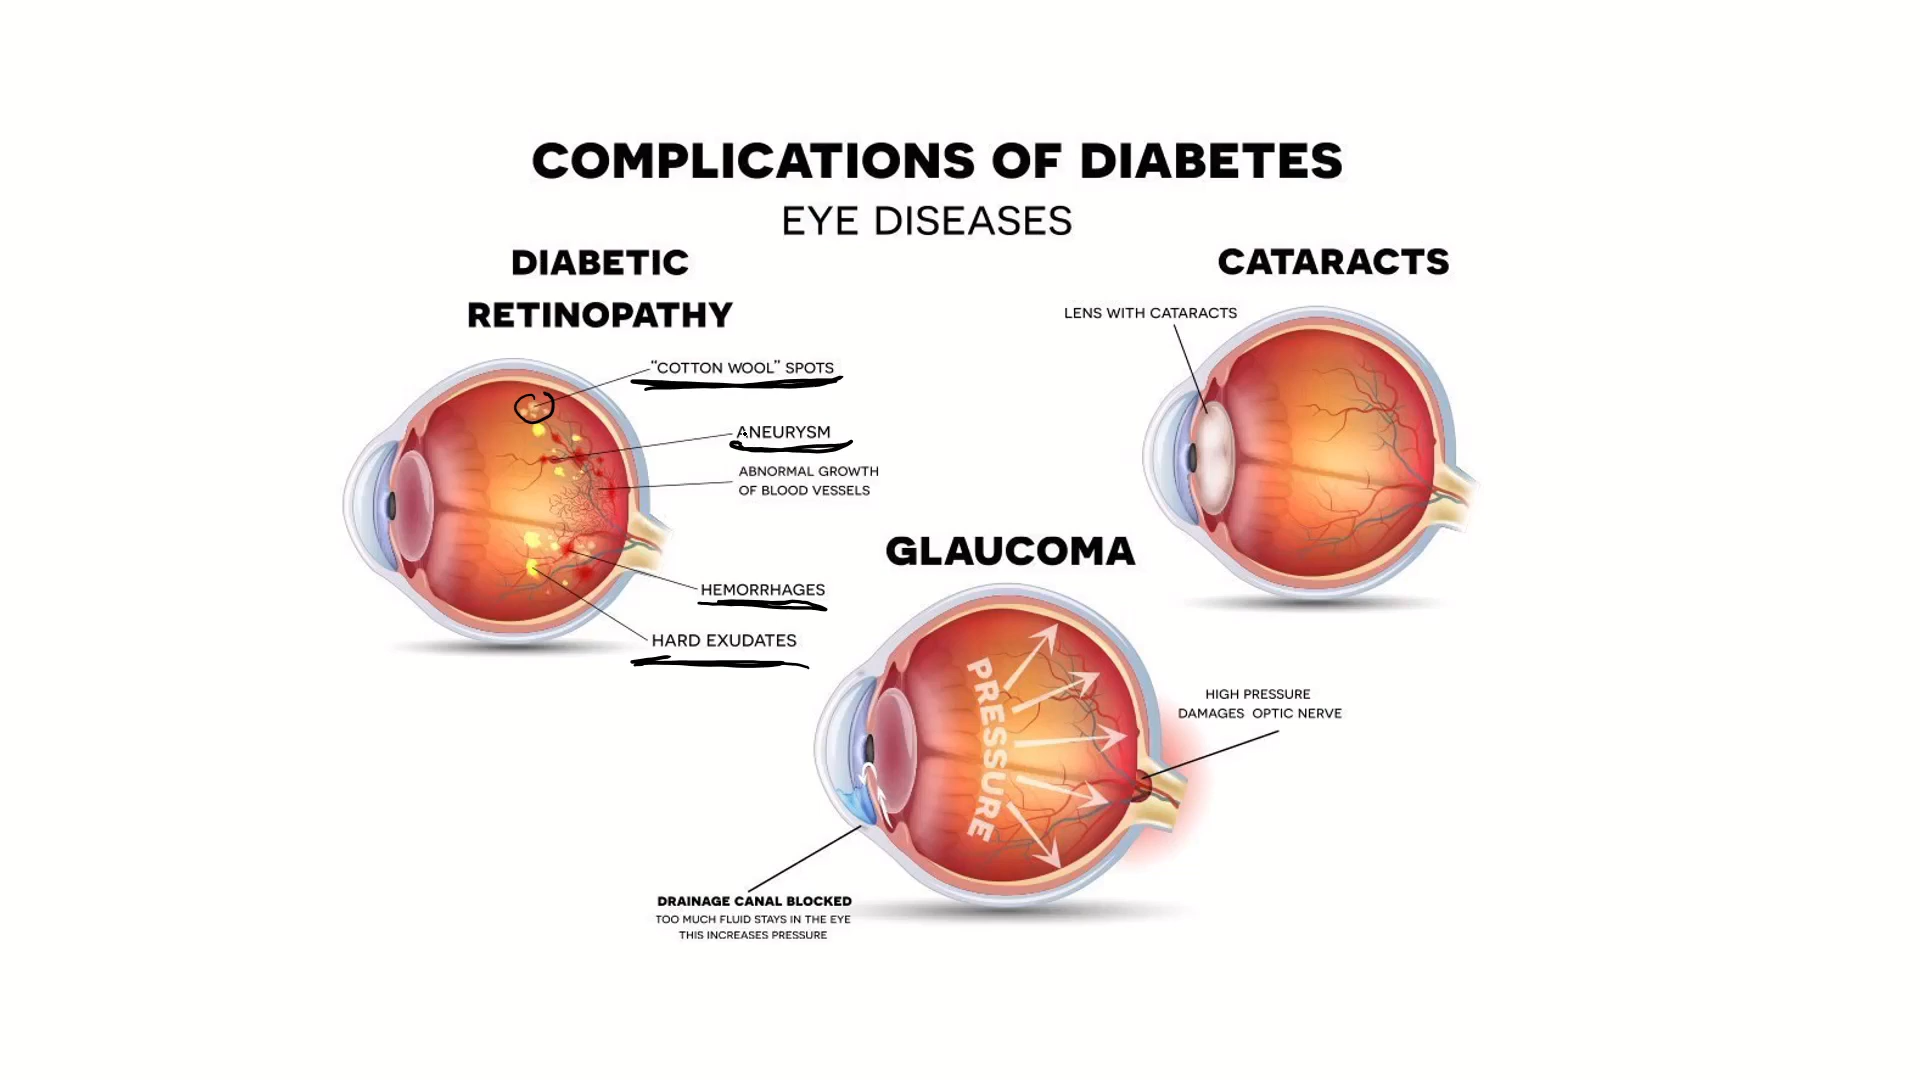 COMPLICATIONS OF DIABETES
EYE DISEASES
DIABETIC
RETINOPATHY
"COTTON WOOL" SPOTS
ANEURYSM
ABNORMAL GROWTH
OF BLOOD VESSELS
HEMORRHAGES
HARD EXUDATES
CATARACTS
LENS WITH CATARACTS
GLAUCOMA
PRESSURE
HIGH PRESSURE
DAMAGES OPTIC NERVE
DRAINAGE CANAL BLOCKED
TOO MUCH FLUID STAYS IN THE EYE
THIS INCREASES PRESSURE